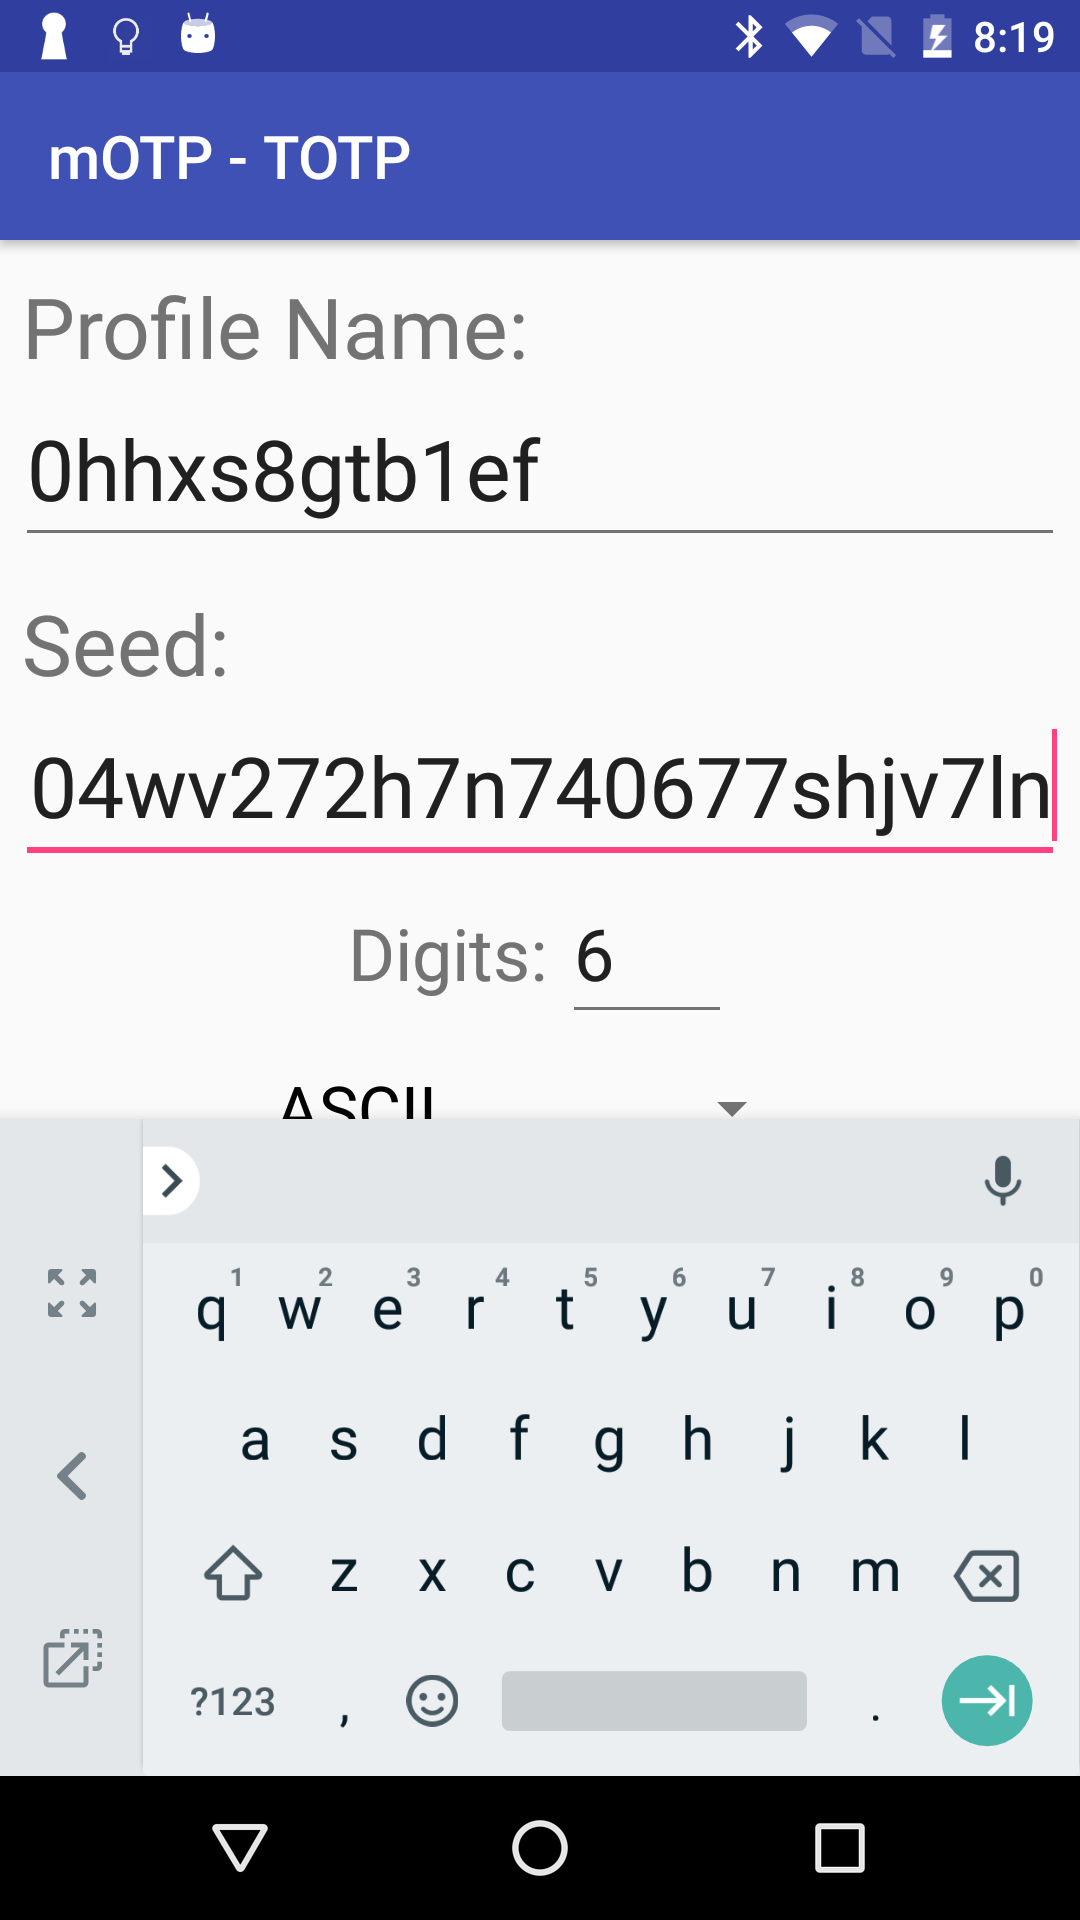 8:19
mOTP - TOTP
Profile Name:
0hhxs8gtb1ef
Seed:
04wv272h7n740677shjv7ln
Digits: 6
ASCII
1 2 3 4 5 6 7 8 9 0
q w e r t y u i o p
a s d f g h j k l
z x c v b n m
?123 , .